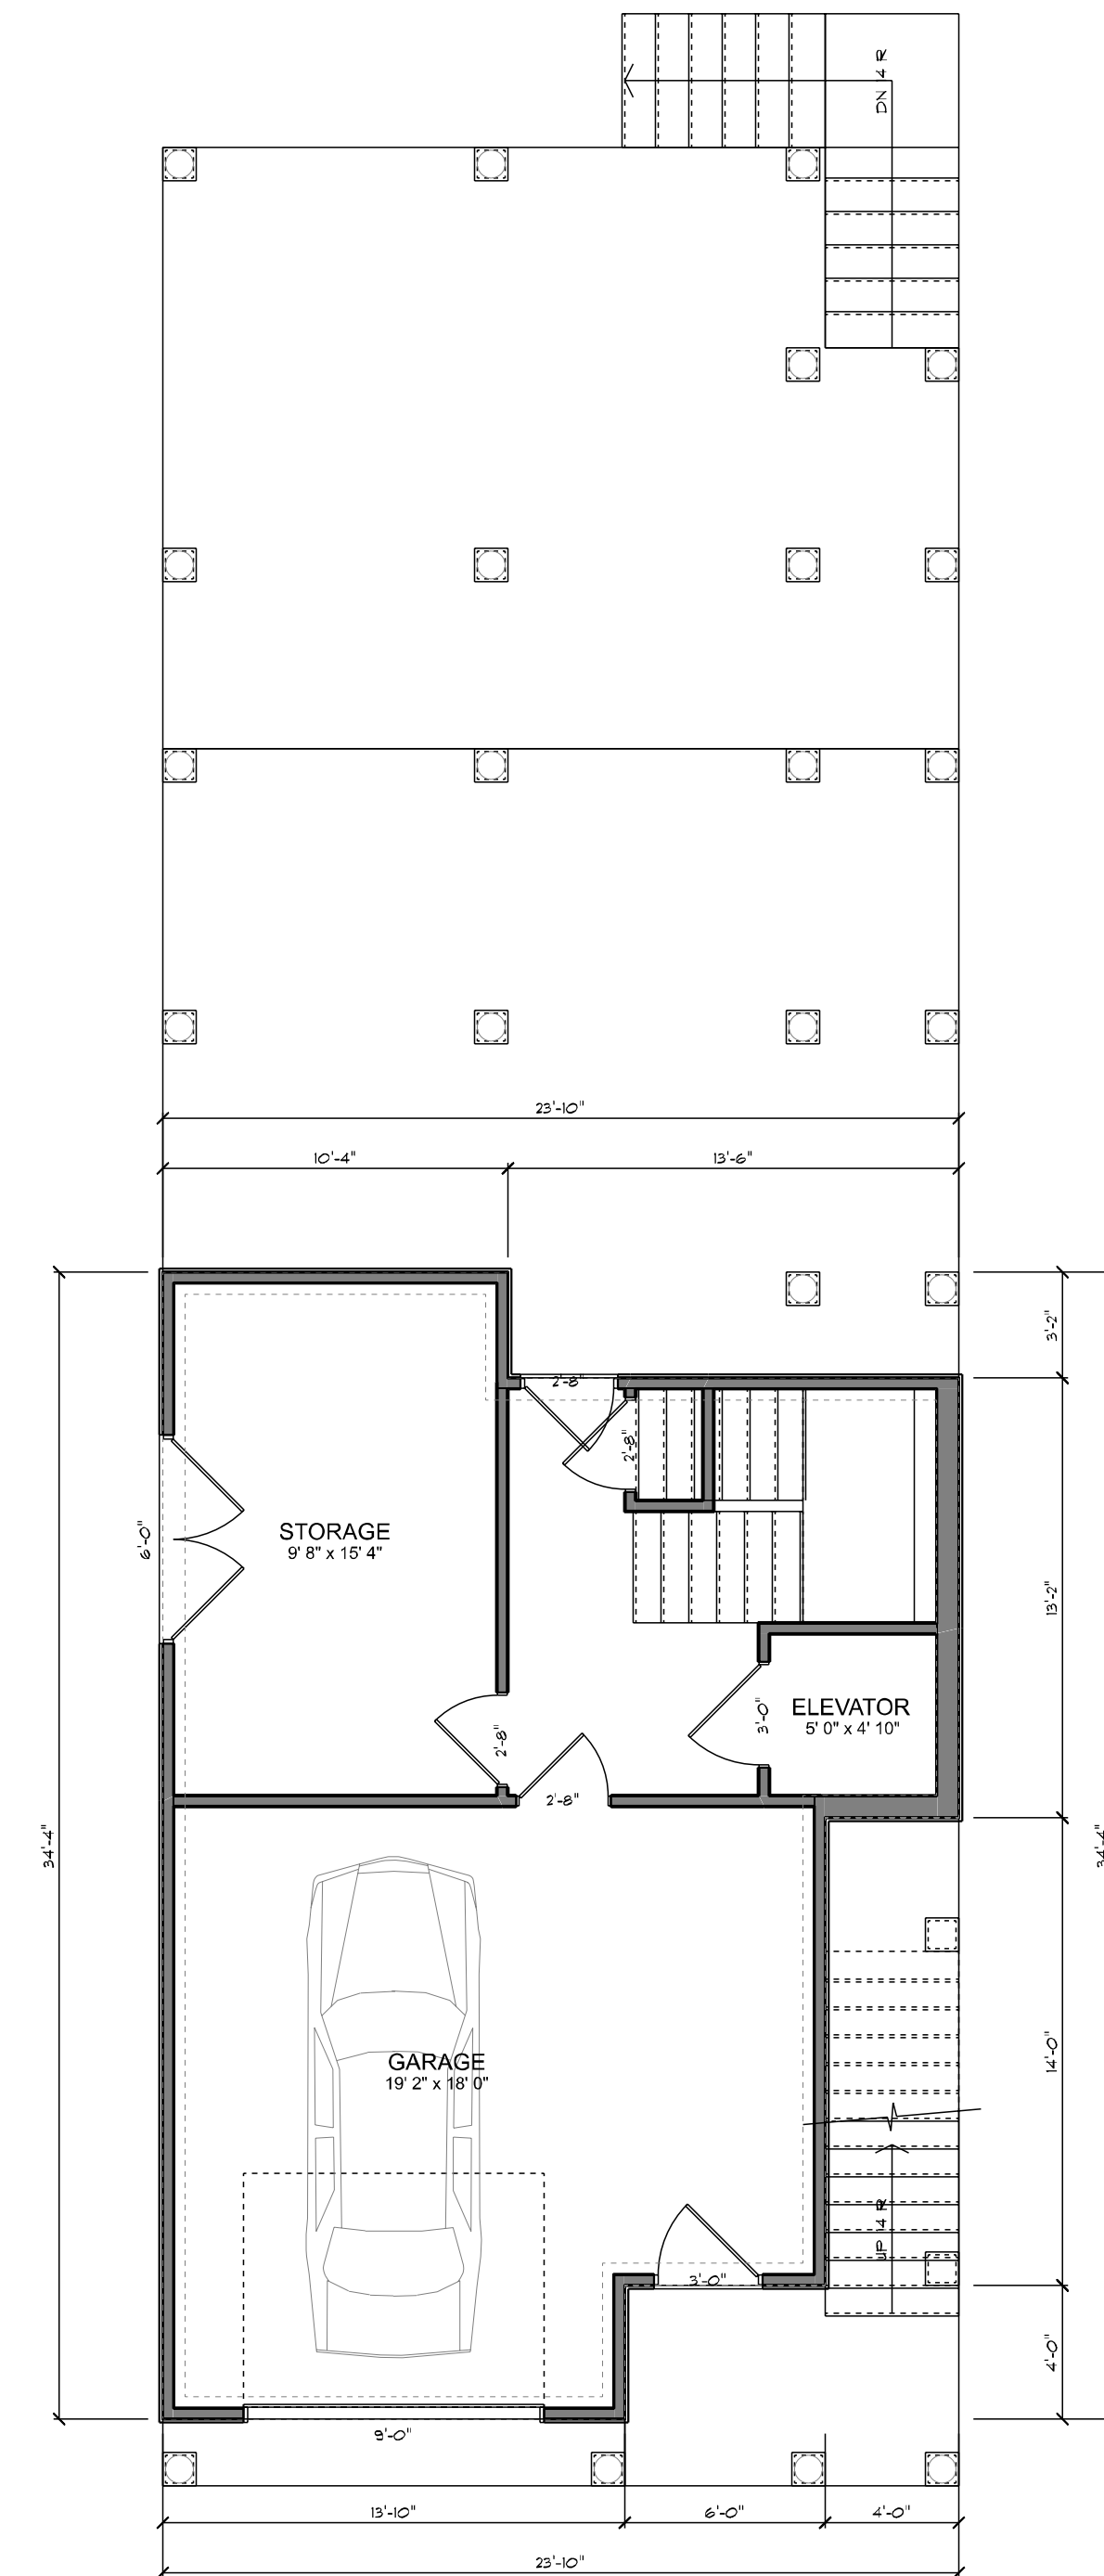 DN 14 R
23'-10"
10'-4"
13'-6"
3'-2"
2'-8"
2'-8"
STORAGE
9' 8" x 15' 4"
6'-0"
13'-2"
ELEVATOR
5' 0" x 4' 10"
3'-0"
2'-8"
2'-8"
34'-4"
34'-4"
GARAGE
19' 2" x 18' 0"
14'-0"
UP 14 R
3'-0"
4'-0"
9'-0"
13'-10"
6'-0"
4'-0"
23'-10"